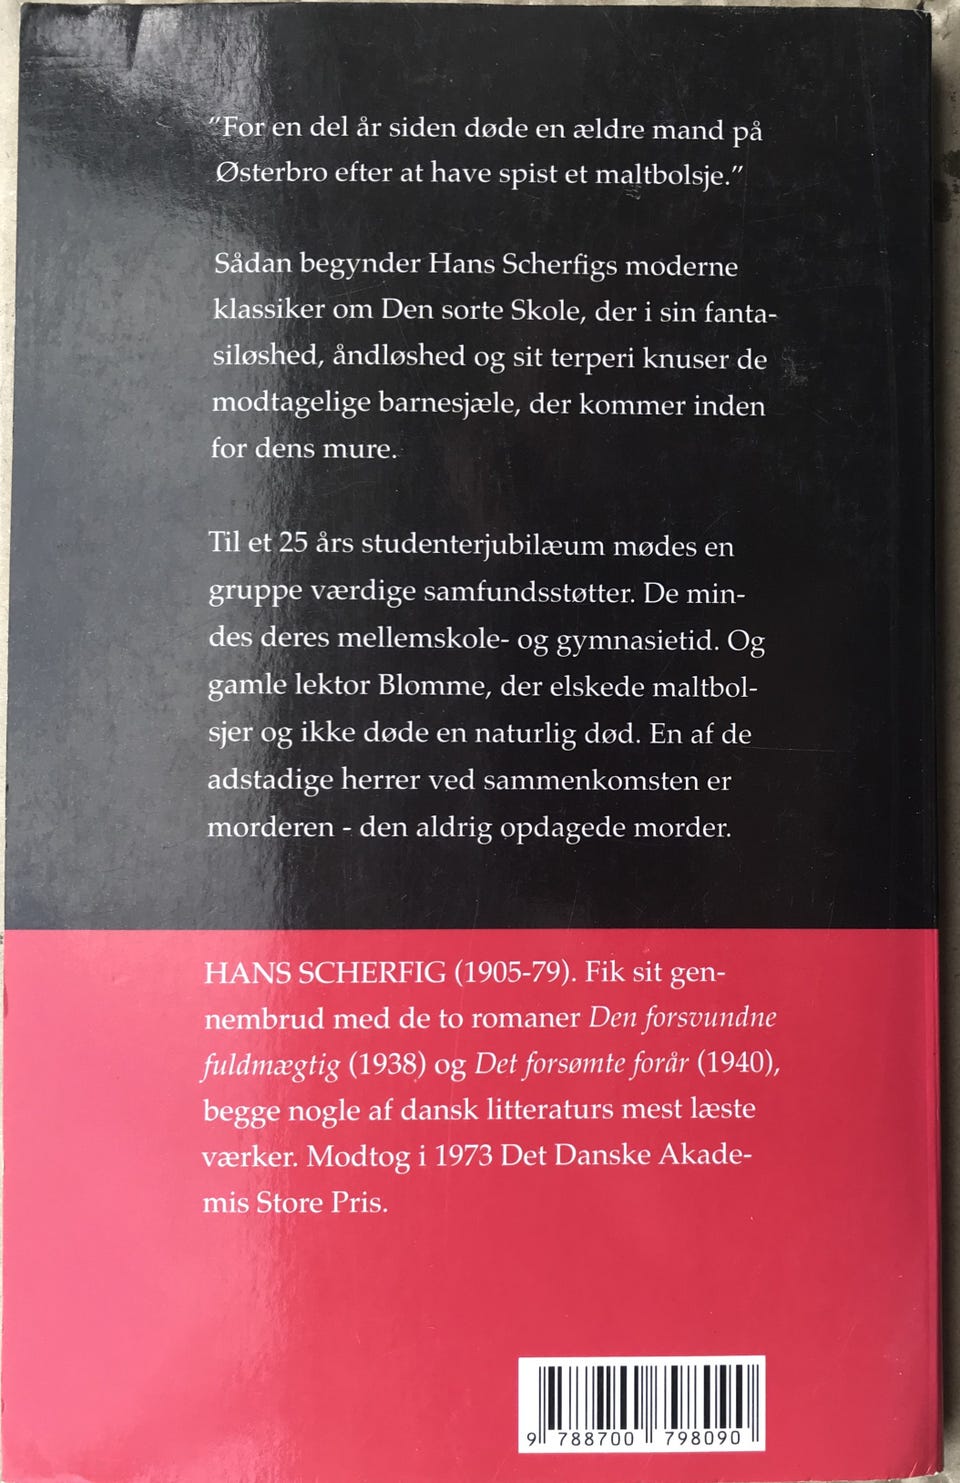 "For en del år siden døde en ældre mand på
Østerbro efter at have spist et maltbolsje."
Sådan begynder Hans Scherfigs moderne
klassiker om Den sorte Skole, der i sin fanta-
siløshed, åndløshed og sit terperi knuser de
modtagelige barnesjæle, der kommer inden
for dens mure.
Til et 25 års studenterjubilæum mødes en
gruppe værdige samfundsstøtter. De min-
des deres mellemskole- og gymnasietid. Og
gamle lektor Blomme, der elskede maltbol-
sjer og ikke døde en naturlig død. En af de
adstadige herrer ved sammenkomsten er
morderen - den aldrig opdagede morder.
HANS SCHERFIG (1905-79). Fik sit gen-
nembrud med de to romaner Den forsvundne
fuldmægtig (1938) og Det forsømte forår (1940),
begge nogle af dansk litteraturs mest læste
værker. Modtog i 1973 Det Danske Akade-
mis Store Pris.
9 788700 798090